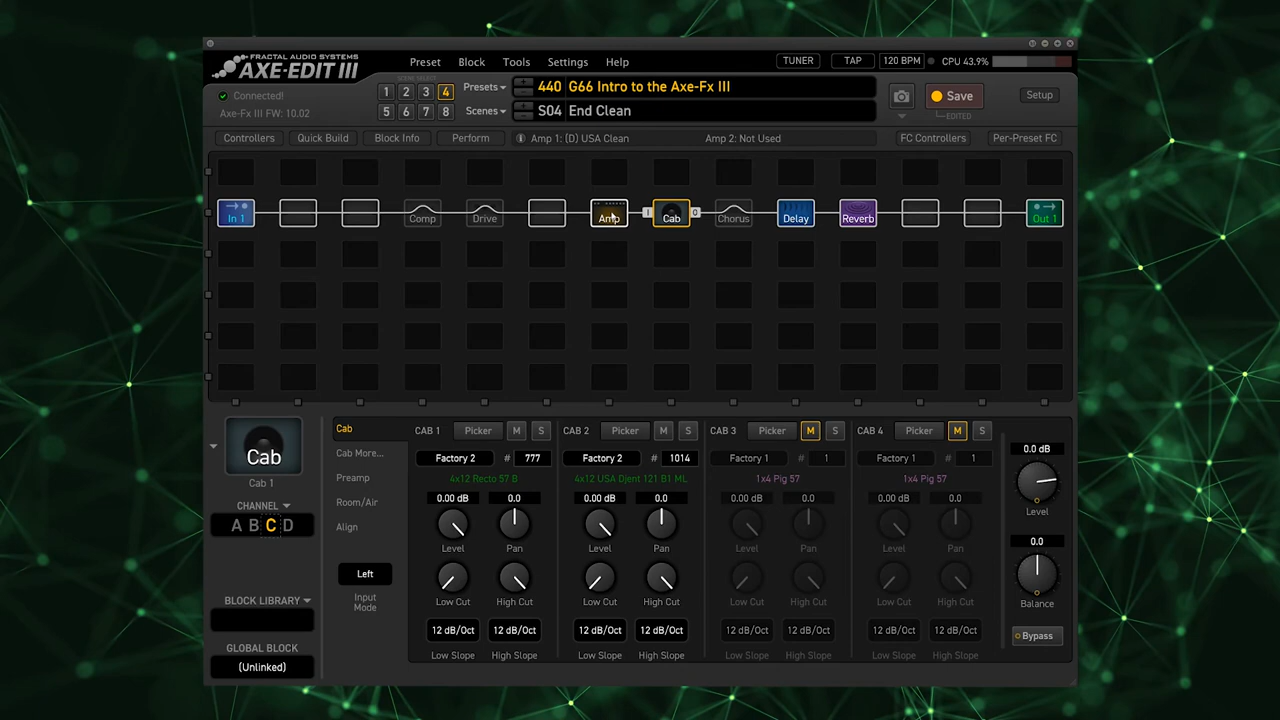 FRACTAL AUDIO SYSTEMS
AXE-EDIT III
Preset Block Tools Settings Help
TUNER TAP 120 BPM CPU 43.9%
Connected!
Axe-Fx III FW: 10.02
SCENE SELECT
1 2 3 4
5 6 7 8
Presets 440 G66 Intro to the Axe-Fx III
Scenes S04 End Clean
Save
EDITED
Setup
Controllers Quick Build Block Info Perform
Amp 1: (D) USA Clean Amp 2: Not Used
FC Controllers Per-Preset FC
In 1 Comp Drive Amp I Cab O Chorus Delay Reverb Out 1
Cab
Cab 1
CHANNEL
A B C D
BLOCK LIBRARY
GLOBAL BLOCK
(Unlinked)
Cab
Cab More...
Preamp
Room/Air
Align
Left
Input
Mode
CAB 1 Picker M S
Factory 2 # 777
4x12 Recto 57 B
0.00 dB 0.0
Level Pan
Low Cut High Cut
12 dB/Oct 12 dB/Oct
Low Slope High Slope
CAB 2 Picker M S
Factory 2 # 1014
4x12 USA Djent 121 B1 ML
0.00 dB 0.0
Level Pan
Low Cut High Cut
12 dB/Oct 12 dB/Oct
Low Slope High Slope
CAB 3 Picker M S
Factory 1 # 1
1x4 Pig 57
0.00 dB 0.0
Level Pan
Low Cut High Cut
12 dB/Oct 12 dB/Oct
Low Slope High Slope
CAB 4 Picker M S
Factory 1 # 1
1x4 Pig 57
0.00 dB 0.0
Level Pan
Low Cut High Cut
12 dB/Oct 12 dB/Oct
Low Slope High Slope
0.0 dB
Level
0.0
Balance
Bypass